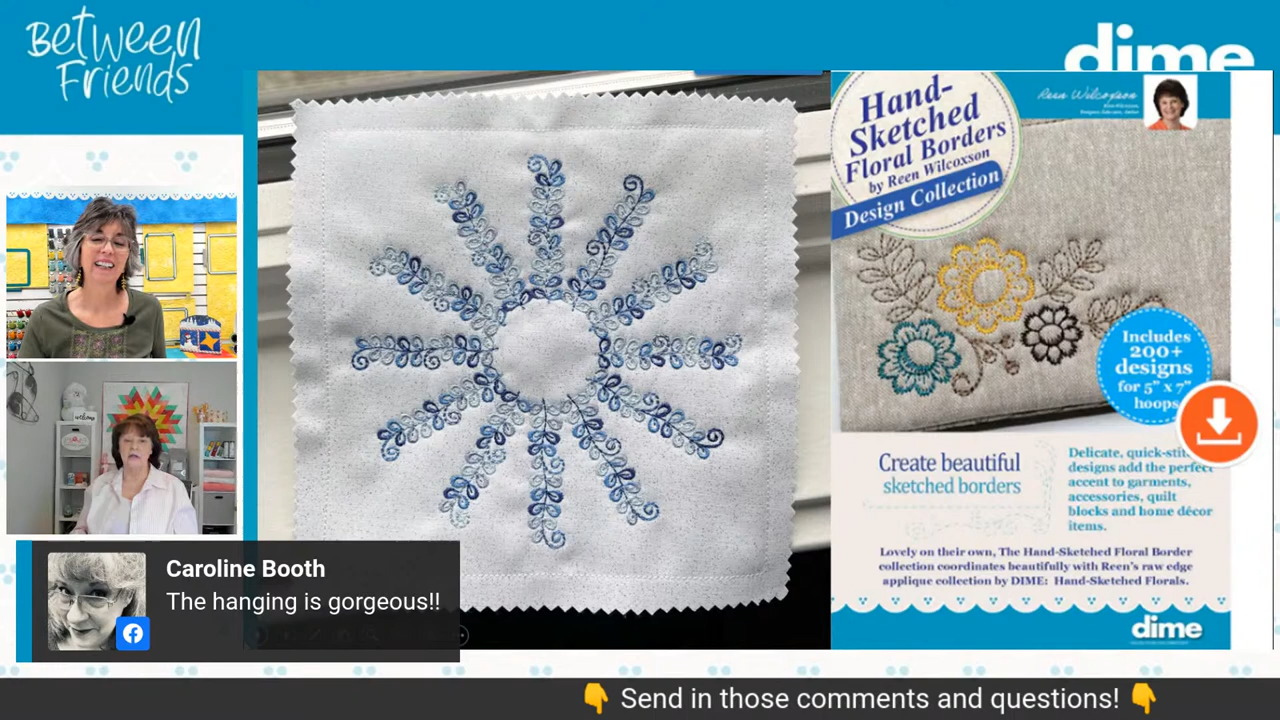 Between
Friends
dime
Hand-
Sketched
Floral Borders
by Reen Wilcoxson
Design Collection
Reen Wilcoxson
Includes
200+
designs
for 5" x 7"
hoops
Create beautiful
sketched borders
Delicate, quick-stit
designs add the perfect
accent to garments,
accessories, quilt
blocks and home décor
items.
Lovely on their own, The Hand-Sketched Floral Border
collection coordinates beautifully with Reen's raw edge
applique collection by DIME: Hand-Sketched Florals.
dime
welcome
Caroline Booth
The hanging is gorgeous!!
👇 Send in those comments and questions! 👇